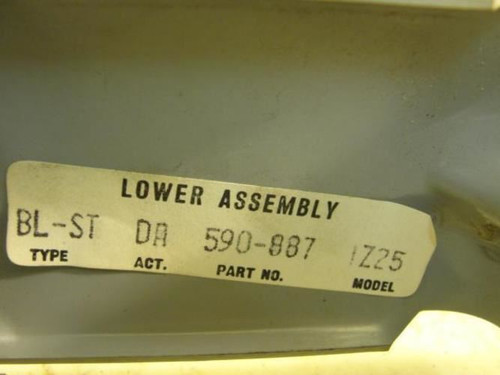 LOWER ASSEMBLY
BL-ST DA 590-887 1Z25
TYPE ACT. PART NO. MODEL